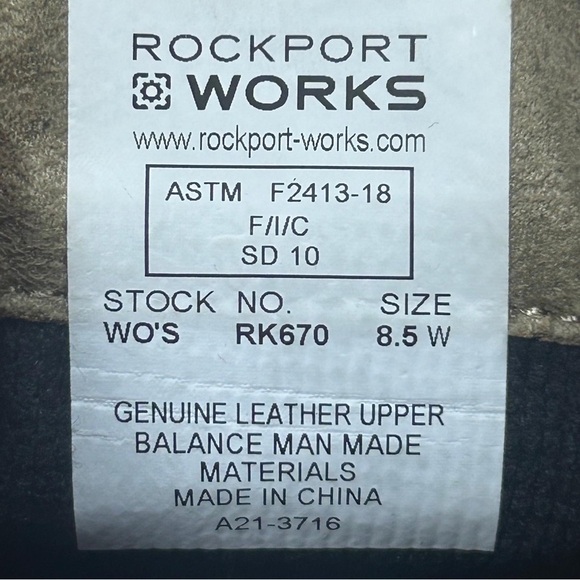 ROCKPORT
WORKS
www.rockport-works.com
ASTM F2413-18
F/I/C
SD 10
STOCK NO. SIZE
WO'S RK670 8.5 W
GENUINE LEATHER UPPER
BALANCE MAN MADE
MATERIALS
MADE IN CHINA
A21-3716